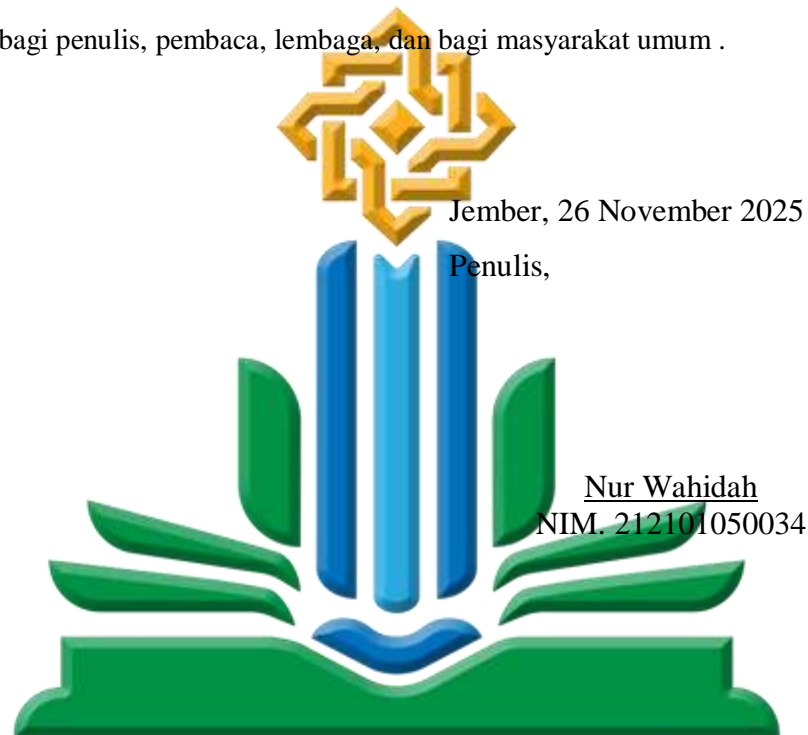 bagi penulis, pembaca, lembaga, dan bagi masyarakat umum .
Jember, 26 November 2025
Penulis,
Nur Wahidah
NIM. 212101050034